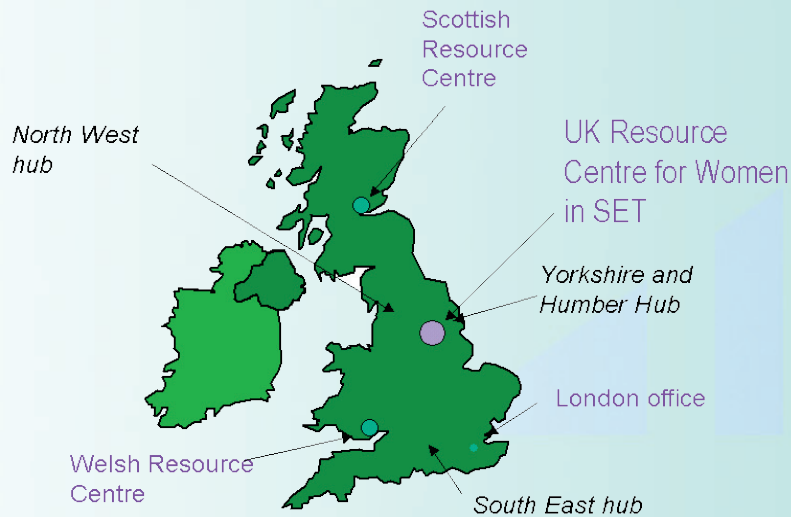 Scottish
Resource
Centre
North West
hub
UK Resource
Centre for Women
in SET
Yorkshire and
Humber Hub
London office
Welsh Resource
Centre
South East hub